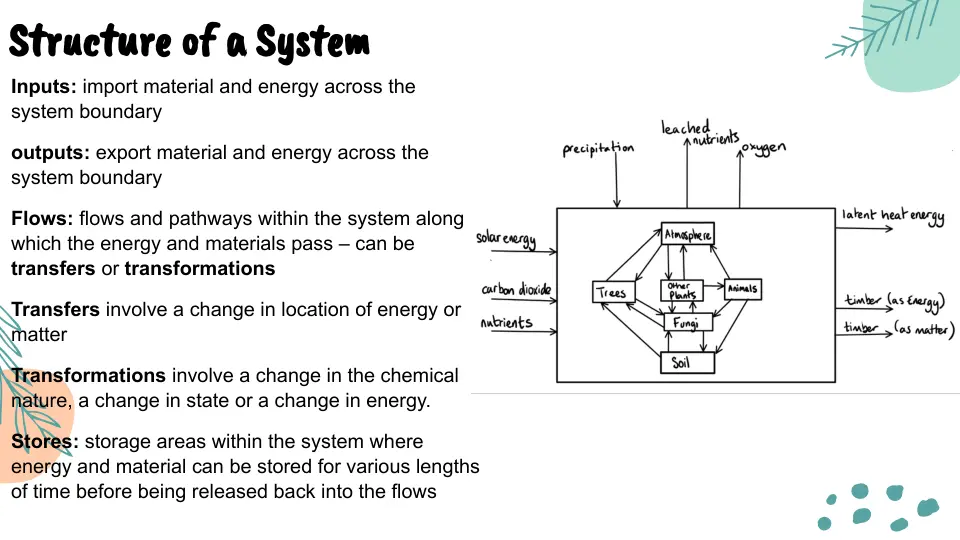 Structure of a System
Inputs: import material and energy across the
system boundary
outputs: export material and energy across the
system boundary
Flows: flows and pathways within the system along
which the energy and materials pass – can be
transfers or transformations
Transfers involve a change in location of energy or
matter
Transformations involve a change in the chemical
nature, a change in state or a change in energy.
Stores: storage areas within the system where
energy and material can be stored for various lengths
of time before being released back into the flows
precipitation
leached
nutrients
oxygen
solar energy
carbon dioxide
nutrients
Atmosphere
Trees
Other
Plants
Animals
Fungi
Soil
latent heat energy
timber (as Energy)
timber (as matter)